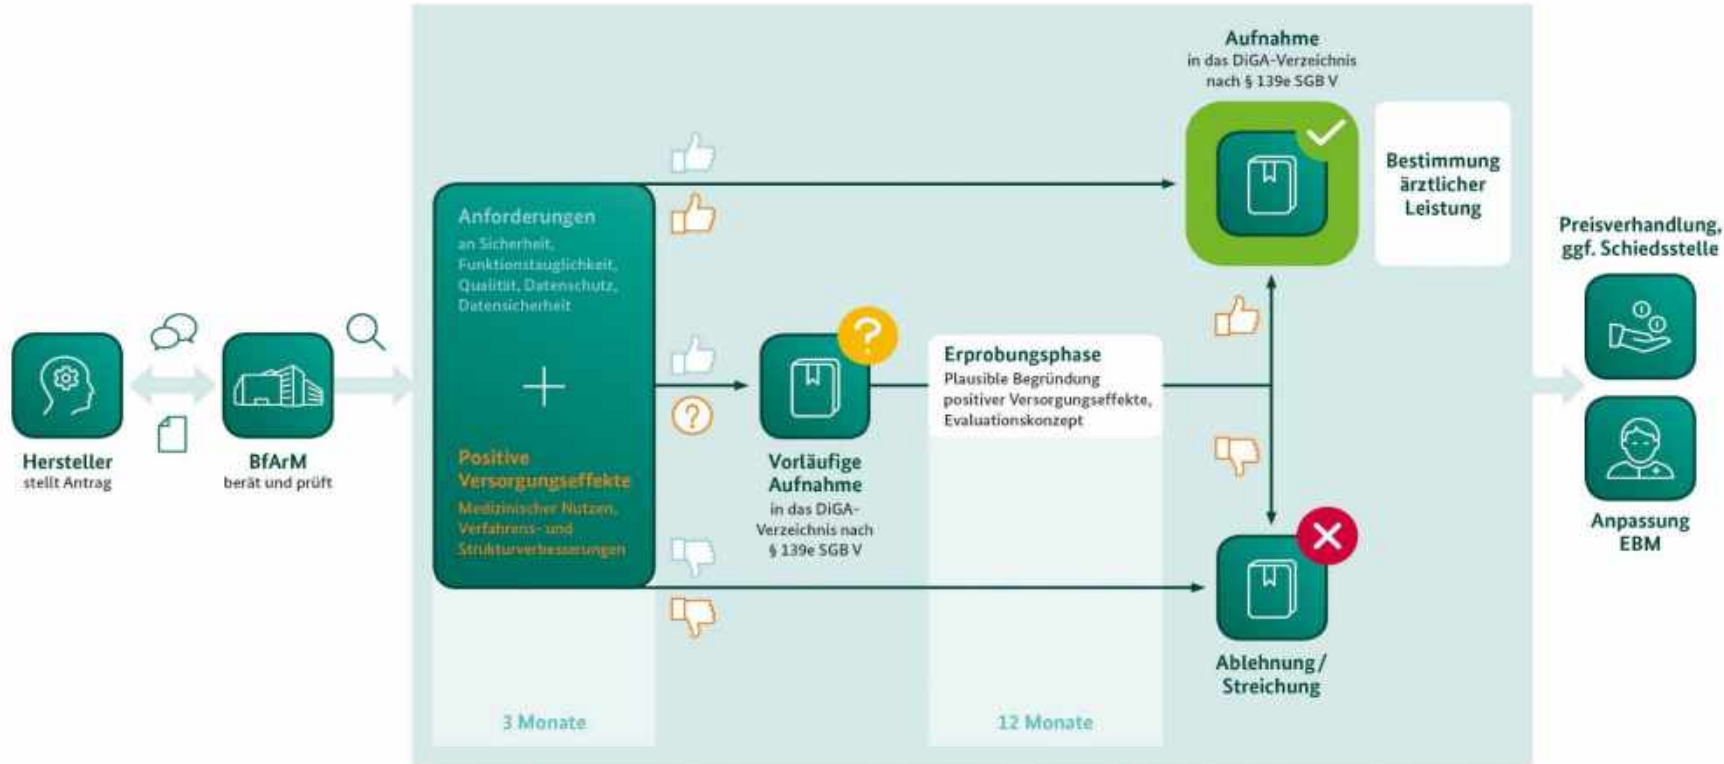 Hersteller
stellt Antrag
BfArM
berät und prüft
Anforderungen
an Sicherheit,
Funktionstauglichkeit,
Qualität, Datenschutz,
Datensicherheit
Positive
Versorgungseffekte
Medizinischer Nutzen,
Verfahrens- und
Strukturverbesserungen
3 Monate
?
?
Vorläufige
Aufnahme
in das DiGA-
Verzeichnis nach
§ 139e SGB V
Erprobungsphase
Plausible Begründung
positiver Versorgungseffekte,
Evaluationskonzept
12 Monate
Aufnahme
in das DiGA-Verzeichnis
nach § 139e SGB V
Bestimmung
ärztlicher
Leistung
Ablehnung/
Streichung
Preisverhandlung,
ggf. Schiedsstelle
Anpassung
EBM